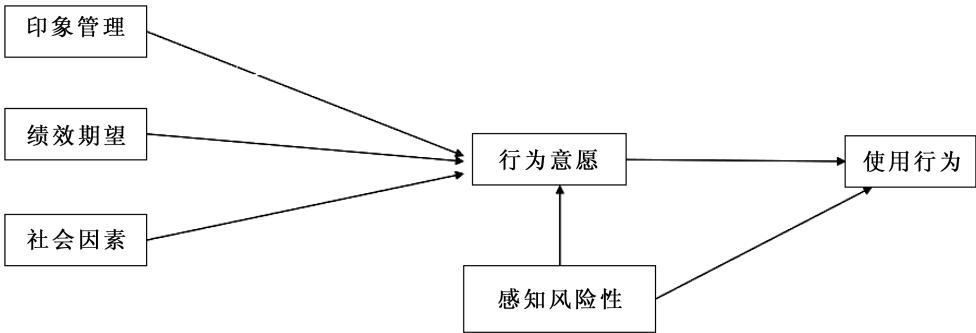 印象管理
绩效期望
行为意愿
使用行为
社会因素
感知风险性